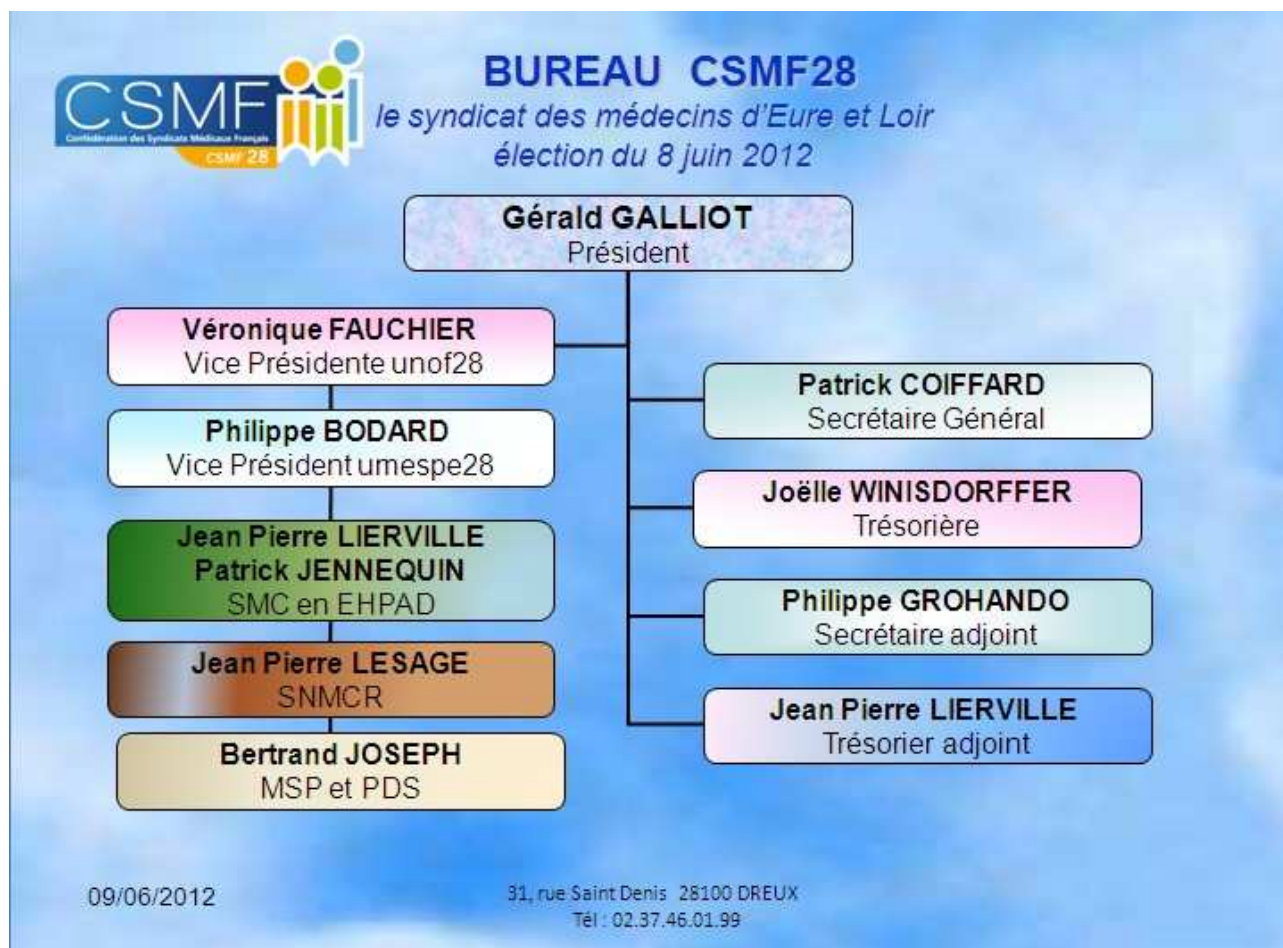 CSMF
Confédération des Syndicats Médicaux Français
CSMF 28
BUREAU CSMF28
le syndicat des médecins d'Eure et Loir
élection du 8 juin 2012
Gérald GALLIOT
Président
Véronique FAUCHIER
Vice Présidente unof28
Philippe BODARD
Vice Président umespe28
Jean Pierre LIERVILLE
Patrick JENNEQUIN
SMC en EHPAD
Jean Pierre LESAGE
SNMCR
Bertrand JOSEPH
MSP et PDS
Patrick COIFFARD
Secrétaire Général
Joëlle WINISDORFFER
Trésorière
Philippe GROHANDO
Secrétaire adjoint
Jean Pierre LIERVILLE
Trésorier adjoint
09/06/2012
31, rue Saint Denis 28100 DREUX
Tél : 02.37.46.01.99